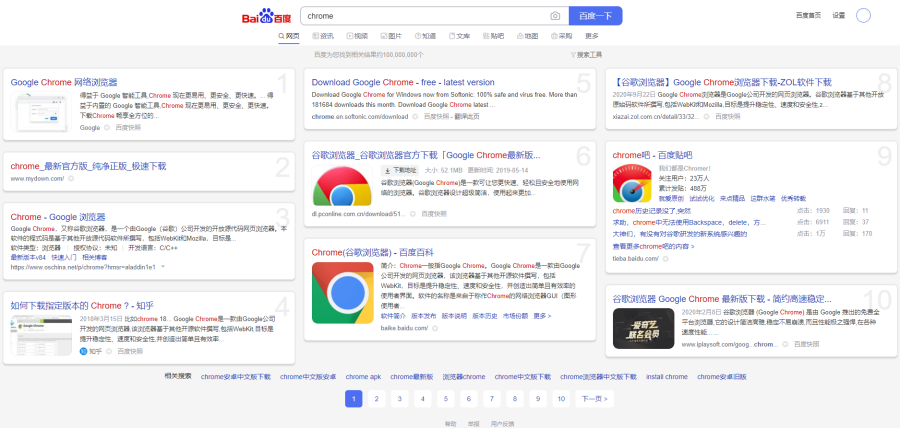 Bai du 百度
chrome
百度一下
百度首页 设置
网页 资讯 视频 图片 知道 文库 贴吧 地图 采购 更多
百度为您找到相关结果约100,000,000个
搜索工具
Google Chrome 网络浏览器
1
得益于 Google 智能工具,Chrome 现在更易用、更安全、更快速。... 得
益于内置的 Google 智能工具,Chrome 现在更易用、更安全、更快速。
下载Chrome 畅享全方位的...
Google 百度快照
chrome_最新官方版_纯净正版_极速下载
2
www.mydown.com/
Chrome - Google 浏览器
3
Google Chrome，又称谷歌浏览器，是一个由Google（谷歌）公司开发的开放源代码网页浏览器。本
软件的程式码是基于其他开放源代码软件所撰写，包括WebKit和Mozilla，目标是...
软件类型：浏览器 授权协议：未知 开发语言：C/C++
最新版本v84 快速入门 相关博客
https://www.oschina.net/p/chrome?hmsr=aladdin1e1
如何下载指定版本的 Chrome？- 知乎
4
2018年3月15日 比如chrome 18... Google Chrome是一款由Google公
司开发的网页浏览器,该浏览器基于其他开源软件撰写,包括WebKit,目标是
提升稳定性、速度和安全性,并创造出简单且有效率...
知乎 百度快照
Download Google Chrome - free - latest version
5
Download Google Chrome for Windows now from Softonic: 100% safe and virus free. More than
181684 downloads this month. Download Google Chrome latest ...
chrome.en.softonic.com/download 百度快照 - 翻译此页
谷歌浏览器_谷歌浏览器官方下载「Google Chrome最新版...
6
下载地址 大小: 52.1MB 更新时间: 2019-05-14
谷歌浏览器(Google Chrome)是一款可让您更快速、轻松且安全地使用网
络的浏览器。谷歌浏览器设计超级简洁，使用起来更加...
dl.pconline.com.cn/download/51... 百度快照
Chrome(谷歌浏览器) - 百度百科
7
简介：Chrome一般指Google Chrome。Google Chrome是一款由Google
公司开发的网页浏览器，该浏览器基于其他开源软件撰写，包括
WebKit，目标是提升稳定性、速度和安全性，并创造出简单且有效率的
使用者界面。软件的名称是来自于称作Chrome的网络浏览器GUI（图形
使用者...
软件简介 版本发布 版本说明 版本历史 市场份额 更多 >
baike.baidu.com/
【谷歌浏览器】Google Chrome浏览器下载-ZOL软件下载
8
2020年9月22日 Google Chrome浏览器是Google公司开发的网页浏览器。谷歌浏览器浏览器基于其他开放
原始码软件所撰写,包括WebKit和Mozilla,目标是提升稳定性、速度和安全性,z...
xiazai.zol.com.cn/detail/33/32... 百度快照
chrome吧 - 百度贴吧
9
我们都是Chromer！
关注用户：23万人
累计发贴：488万
我爱原创 试试优化 来点精品 这群水獭 优秀转载
chrome历史记录没了,突然 点击：1930 回复：11
求助，chrome中无法使用Backspace、delete，方... 点击：6911 回复：37
大神们，有没有对谷歌研发的新系统感兴趣的 点击：1万 回复：170
查看更多chrome吧的内容 >
tieba.baidu.com/
谷歌浏览器 Google Chrome 最新版下载 - 简约高速稳定...
10
爱奇艺
联名会员
2020年2月8日 谷歌浏览器 (Google Chrome) 是由 Google 推出的免费全
平台浏览器,它的设计简洁高雅,稳定不易崩溃,而且性能极之强悍,在各种
速度性能......
www.iplaysoft.com/goog...chrom... 百度快照
相关搜索 chrome安卓中文版下载 chrome中文版安卓 chrome apk chrome最新版 浏览器chrome chrome中文版下载 chrome浏览器中文版下载 install chrome chrome安卓旧版
1 2 3 4 5 6 7 8 9 10 下一页 >
帮助 举报 用户反馈